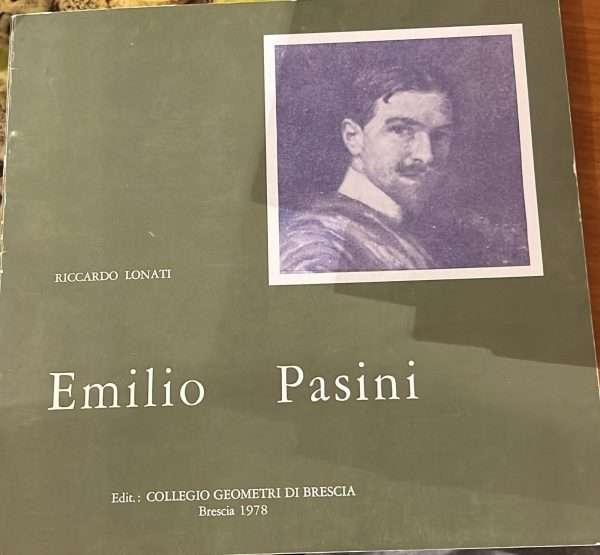 RICCARDO LONATI
Emilio Pasini
Edit.: COLLEGIO GEOMETRI DI BRESCIA
Brescia 1978